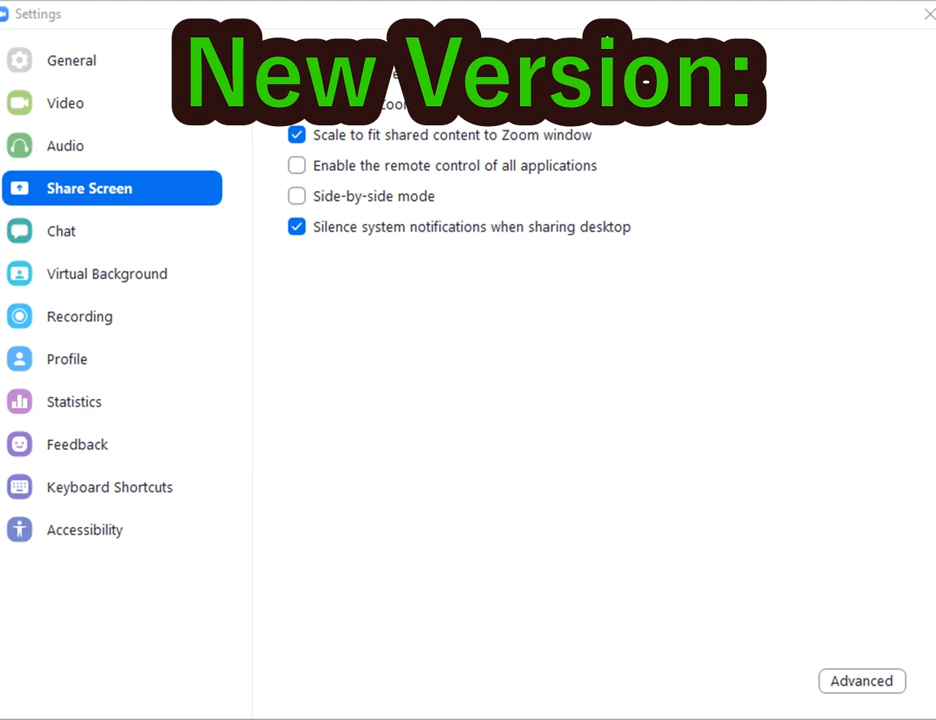 Settings
New Version:
General
Video
Audio
Share Screen
Chat
Virtual Background
Recording
Profile
Statistics
Feedback
Keyboard Shortcuts
Accessibility
Scale to fit shared content to Zoom window
Enable the remote control of all applications
Side-by-side mode
Silence system notifications when sharing desktop
Advanced